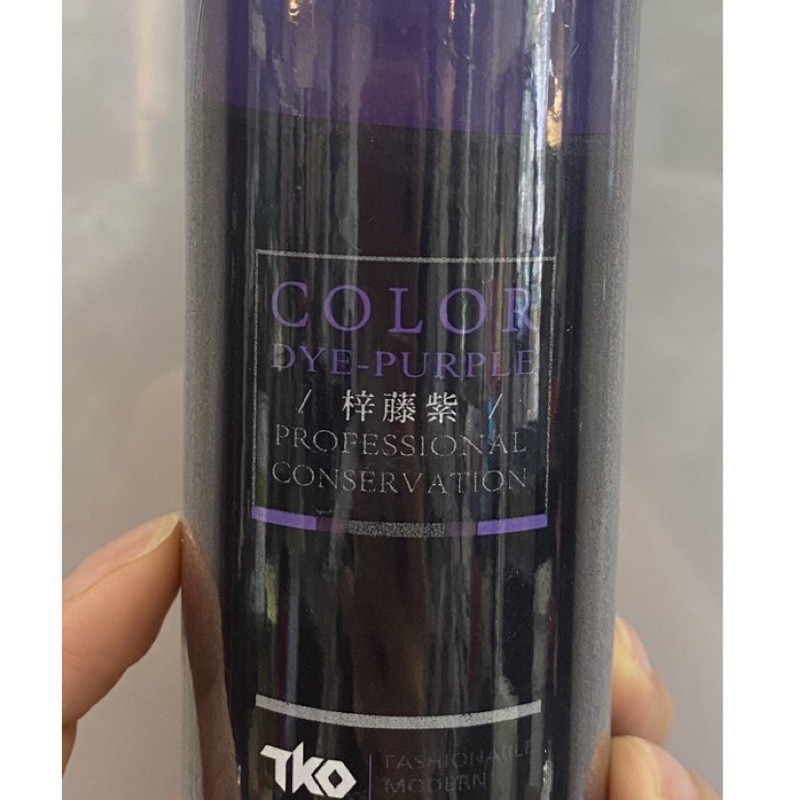 COLOR
DYE-PURPLE
/ 梓藤紫 /
PROFESSIONAL
CONSERVATION
TKO
FASHIONABLE
MODERN